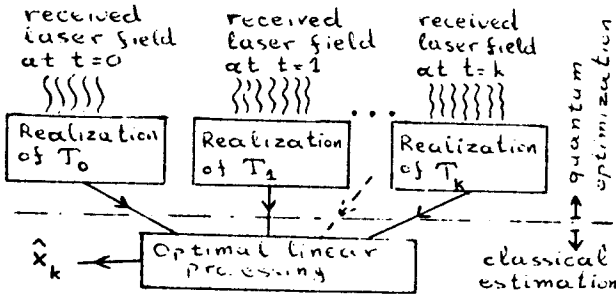 received
laser field
at t=0
received
laser field
at t=1
received
laser field
at t=k
Realization
of T₀
Realization
of T₁
...
Realization
of Tₖ
quantum
optimization
Optimal linear
processing
x̂ₖ
classical
estimation